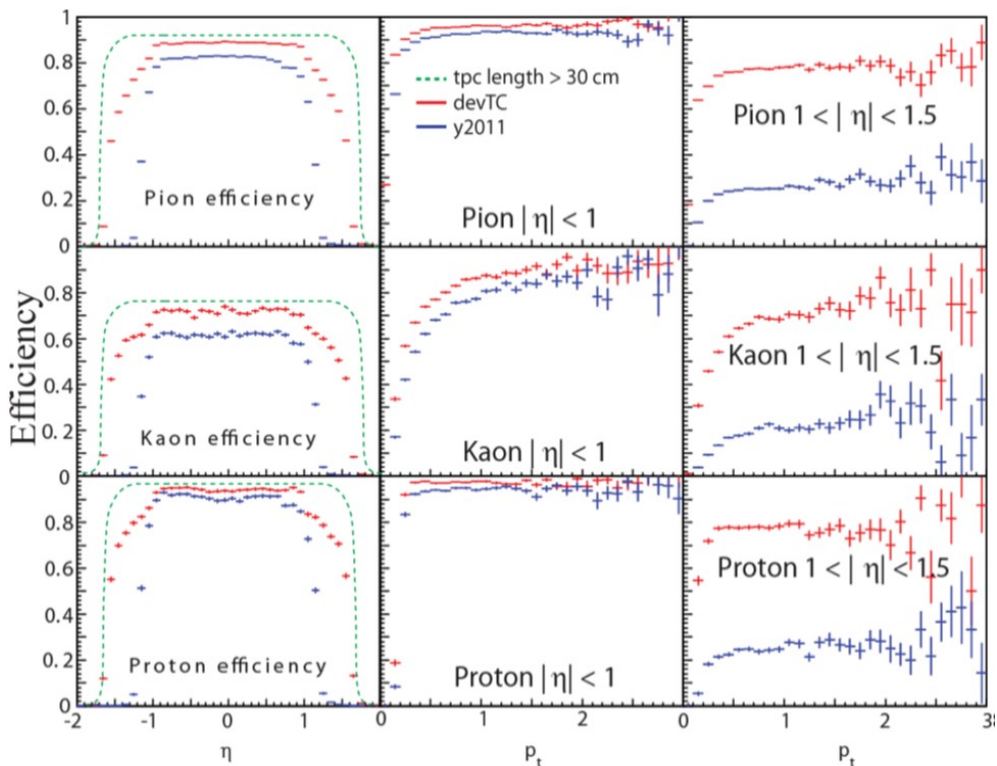 Efficiency
1
0.8
0.6
0.4
0.2
0
Pion efficiency
tpc length > 30 cm
devTC
y2011
Pion | η| < 1
Pion 1 < | η| < 1.5
0.8
0.6
0.4
0.2
0
Kaon efficiency
Kaon | η| < 1
Kaon 1 < | η| < 1.5
0.8
0.6
0.4
0.2
0
Proton efficiency
Proton | η| < 1
Proton 1 < | η| < 1.5
-2 -1 0 1 0 1 2 0 1 2 38
η pt pt